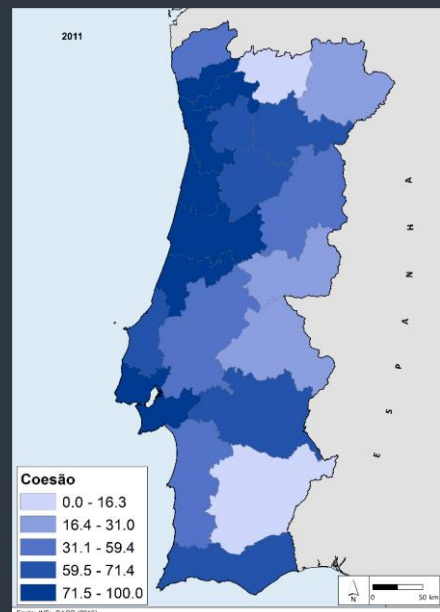 2011
E S P A N H A
Coesão
0.0 - 16.3
16.4 - 31.0
31.1 - 59.4
59.5 - 71.4
71.5 - 100.0
N
0 50 km